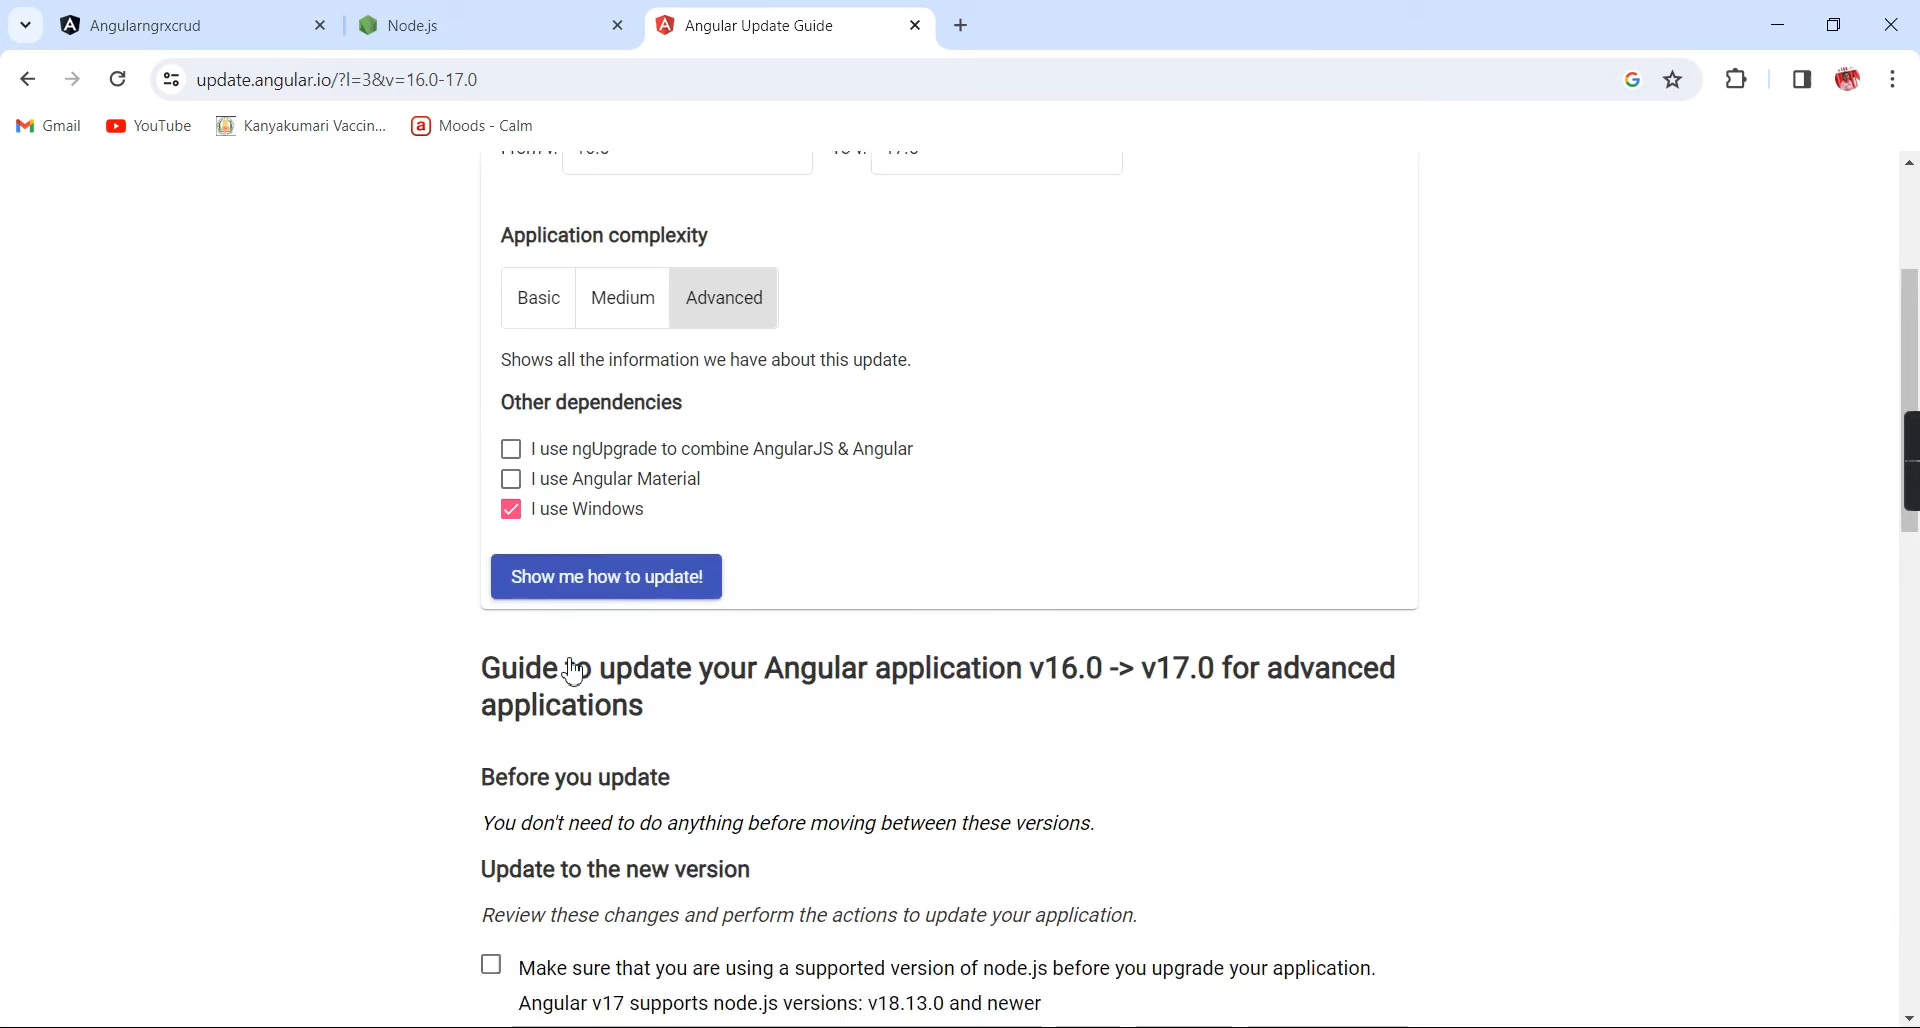 Angularngrxcrud
Node.js
Angular Update Guide
update.angular.io/?l=3&v=16.0-17.0
Gmail
YouTube
Kanyakumari Vaccin...
Moods - Calm
Application complexity
Basic
Medium
Advanced
Shows all the information we have about this update.
Other dependencies
I use ngUpgrade to combine AngularJS & Angular
I use Angular Material
I use Windows
Show me how to update!
Guide to update your Angular application v16.0 -> v17.0 for advanced
applications
Before you update
You don't need to do anything before moving between these versions.
Update to the new version
Review these changes and perform the actions to update your application.
Make sure that you are using a supported version of node.js before you upgrade your application.
Angular v17 supports node.js versions: v18.13.0 and newer